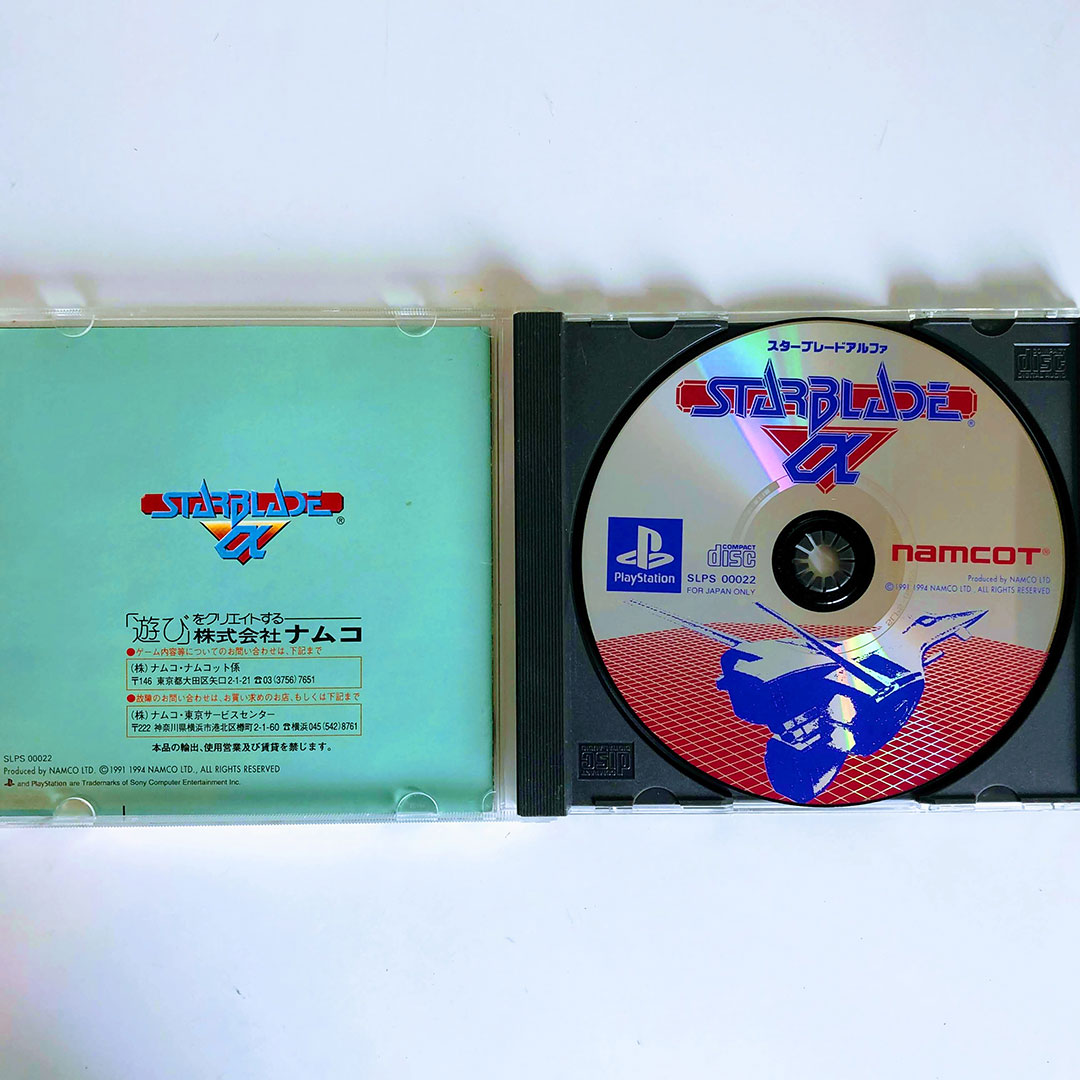 STARBLADE®
α
「遊び」をクリエイトする
株式会社ナムコ
●ゲーム内容等についてのお問い合わせは、下記まで
(株)ナムコ・ナムコット係
〒146 東京都大田区矢口2-1-21 ☎03(3756)7651
●故障のお問い合わせは、お買い求めのお店、もしくは下記まで
(株)ナムコ・東京サービスセンター
〒222 神奈川県横浜市港北区樽町2-1-60 ☎横浜045(542)8761
本品の輸出、使用営業及び賃貸を禁じます。
SLPS 00022
Produced by NAMCO LTD. ©1991 1994 NAMCO LTD., ALL RIGHTS RESERVED
and PlayStation are Trademarks of Sony Computer Entertainment Inc.
スターブレードアルファ
STARBLADE®
α
PlayStation
COMPACT
disc
SLPS 00022
FOR JAPAN ONLY
namcoT®
Produced by NAMCO LTD
©1991 1994 NAMCO LTD., ALL RIGHTS RESERVED
COMPACT
disc
DIGITAL AUDIO
disc